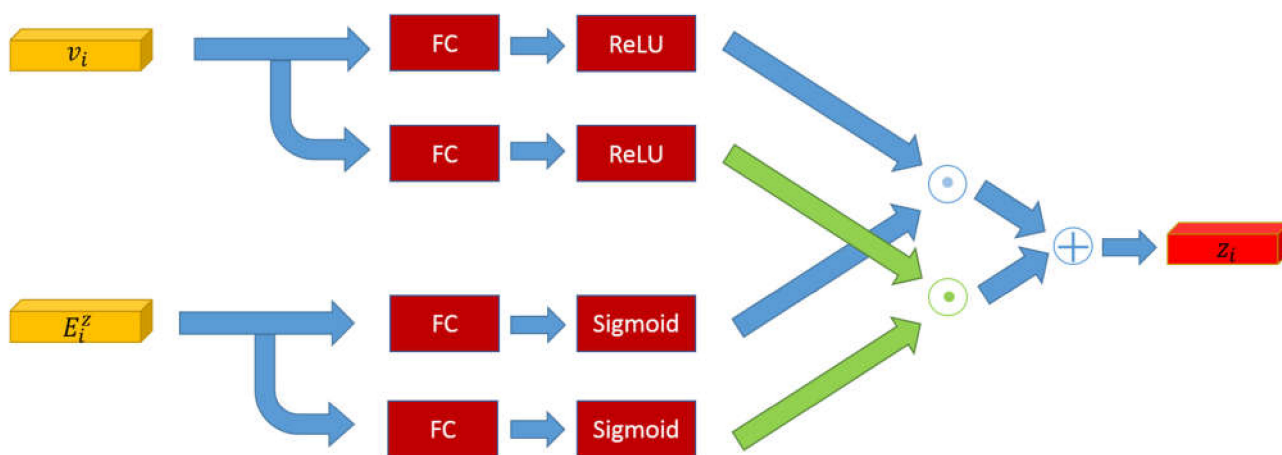 v_i
FC
ReLU
FC
ReLU
E_i^Z
FC
Sigmoid
FC
Sigmoid
z_i